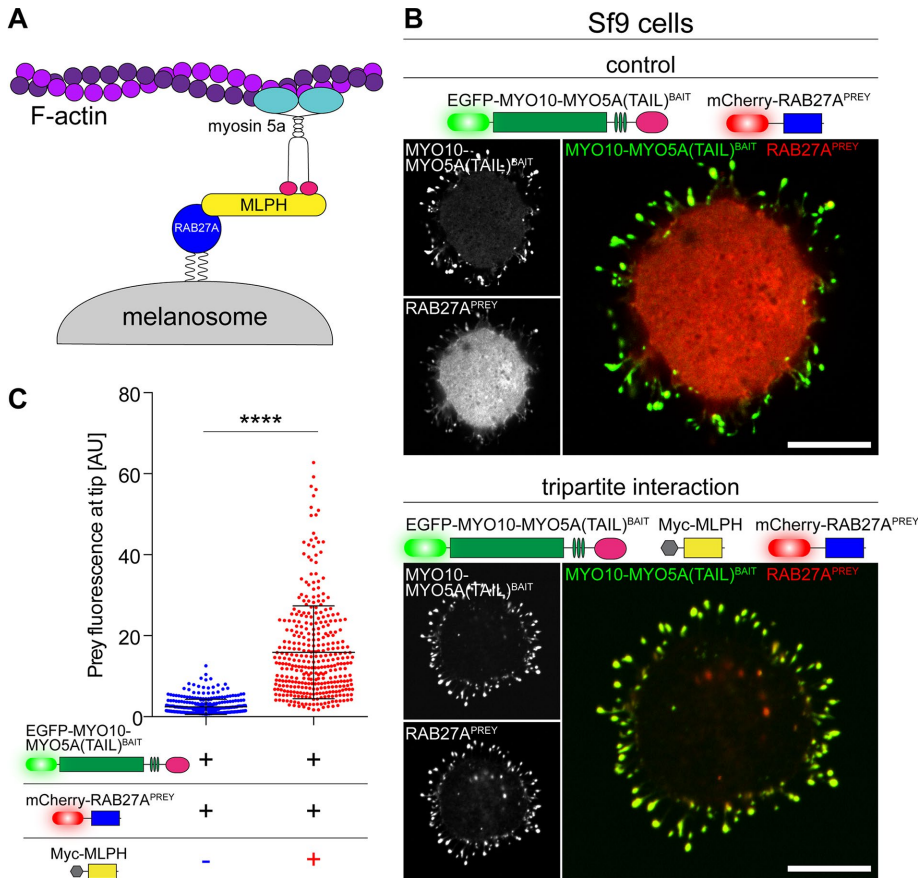 A
F-actin
myosin 5a
MLPH
RAB27A
melanosome
B
Sf9 cells
control
EGFP-MYO10-MYO5A(TAIL)BAIT
mCherry-RAB27APREY
MYO10-
MYO5A(TAIL)BAIT
MYO10-MYO5A(TAIL)BAIT RAB27APREY
RAB27APREY
tripartite interaction
EGFP-MYO10-MYO5A(TAIL)BAIT
Myc-MLPH
mCherry-RAB27APREY
MYO10-
MYO5A(TAIL)BAIT
MYO10-MYO5A(TAIL)BAIT RAB27APREY
RAB27APREY
C
Prey fluorescence at tip [AU]
80
60
40
20
0
****
EGFP-MYO10-
MYO5A(TAIL)BAIT
+ +
mCherry-RAB27APREY
+ +
Myc-MLPH
- +